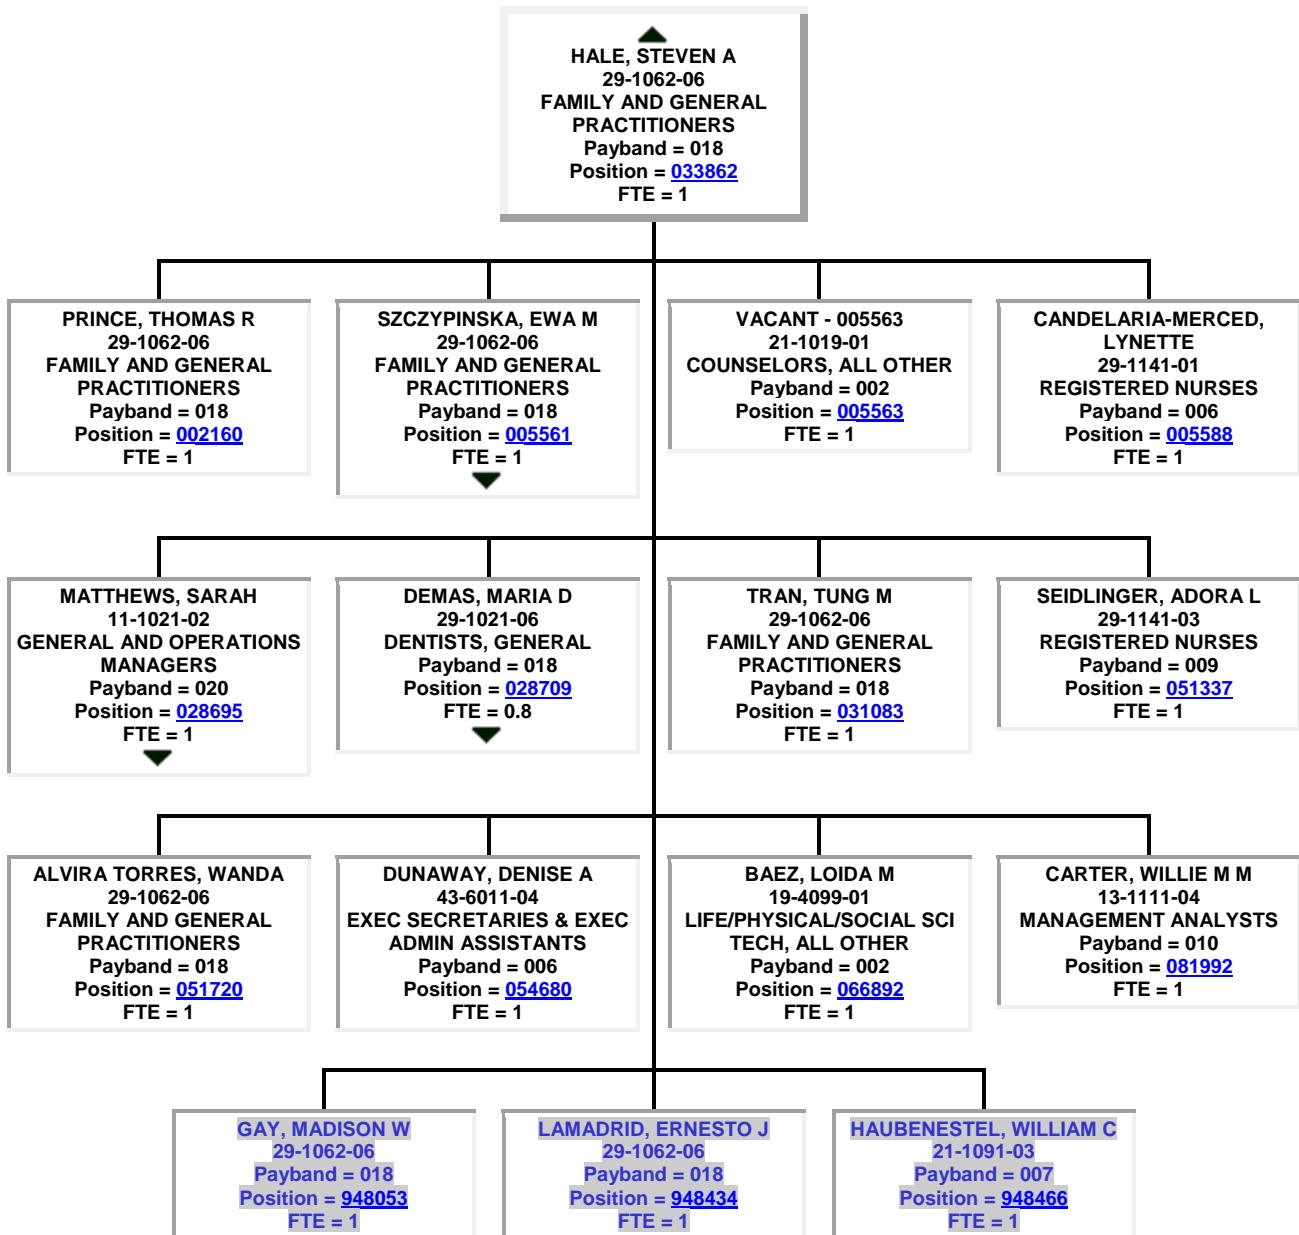 HALE, STEVEN A
29-1062-06
FAMILY AND GENERAL
PRACTITIONERS
Payband = 018
Position = 033862
FTE = 1
PRINCE, THOMAS R
29-1062-06
FAMILY AND GENERAL
PRACTITIONERS
Payband = 018
Position = 002160
FTE = 1
SZCZYPINSKA, EWA M
29-1062-06
FAMILY AND GENERAL
PRACTITIONERS
Payband = 018
Position = 005561
FTE = 1
VACANT - 005563
21-1019-01
COUNSELORS, ALL OTHER
Payband = 002
Position = 005563
FTE = 1
CANDELARIA-MERCED,
LYNETTE
29-1141-01
REGISTERED NURSES
Payband = 006
Position = 005588
FTE = 1
MATTHEWS, SARAH
11-1021-02
GENERAL AND OPERATIONS
MANAGERS
Payband = 020
Position = 028695
FTE = 1
DEMAS, MARIA D
29-1021-06
DENTISTS, GENERAL
Payband = 018
Position = 028709
FTE = 0.8
TRAN, TUNG M
29-1062-06
FAMILY AND GENERAL
PRACTITIONERS
Payband = 018
Position = 031083
FTE = 1
SEIDLINGER, ADORA L
29-1141-03
REGISTERED NURSES
Payband = 009
Position = 051337
FTE = 1
ALVIRA TORRES, WANDA
29-1062-06
FAMILY AND GENERAL
PRACTITIONERS
Payband = 018
Position = 051720
FTE = 1
DUNAWAY, DENISE A
43-6011-04
EXEC SECRETARIES & EXEC
ADMIN ASSISTANTS
Payband = 006
Position = 054680
FTE = 1
BAEZ, LOIDA M
19-4099-01
LIFE/PHYSICAL/SOCIAL SCI
TECH, ALL OTHER
Payband = 002
Position = 066892
FTE = 1
CARTER, WILLIE M M
13-1111-04
MANAGEMENT ANALYSTS
Payband = 010
Position = 081992
FTE = 1
GAY, MADISON W
29-1062-06
Payband = 018
Position = 948053
FTE = 1
LAMADRID, ERNESTO J
29-1062-06
Payband = 018
Position = 948434
FTE = 1
HAUBENESTEL, WILLIAM C
21-1091-03
Payband = 007
Position = 948466
FTE = 1